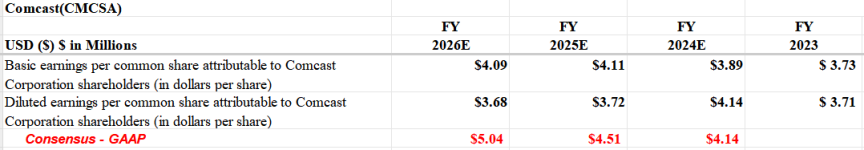 Comcast(CMCSA)
FY FY FY FY
USD ($) $ in Millions 2026E 2025E 2024E 2023
Basic earnings per common share attributable to Comcast $4.09 $4.11 $3.89 $ 3.73
Corporation shareholders (in dollars per share)
Diluted earnings per common share attributable to Comcast $3.68 $3.72 $4.14 $ 3.71
Corporation shareholders (in dollars per share)
Consensus - GAAP $5.04 $4.51 $4.14